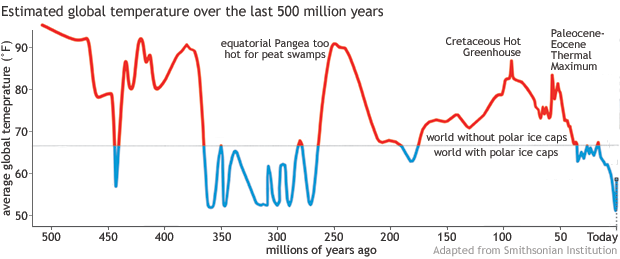 Estimated global temperature over the last 500 million years
average global temeprature (°F)
90
80
70
60
50
equatorial Pangea too
hot for peat swamps
Cretaceous Hot
Greenhouse
Paleocene-
Eocene
Thermal
Maximum
world without polar ice caps
world with polar ice caps
500
450
400
350
300
250
200
150
100
50
Today
millions of years ago
Adapted from Smithsonian Institution